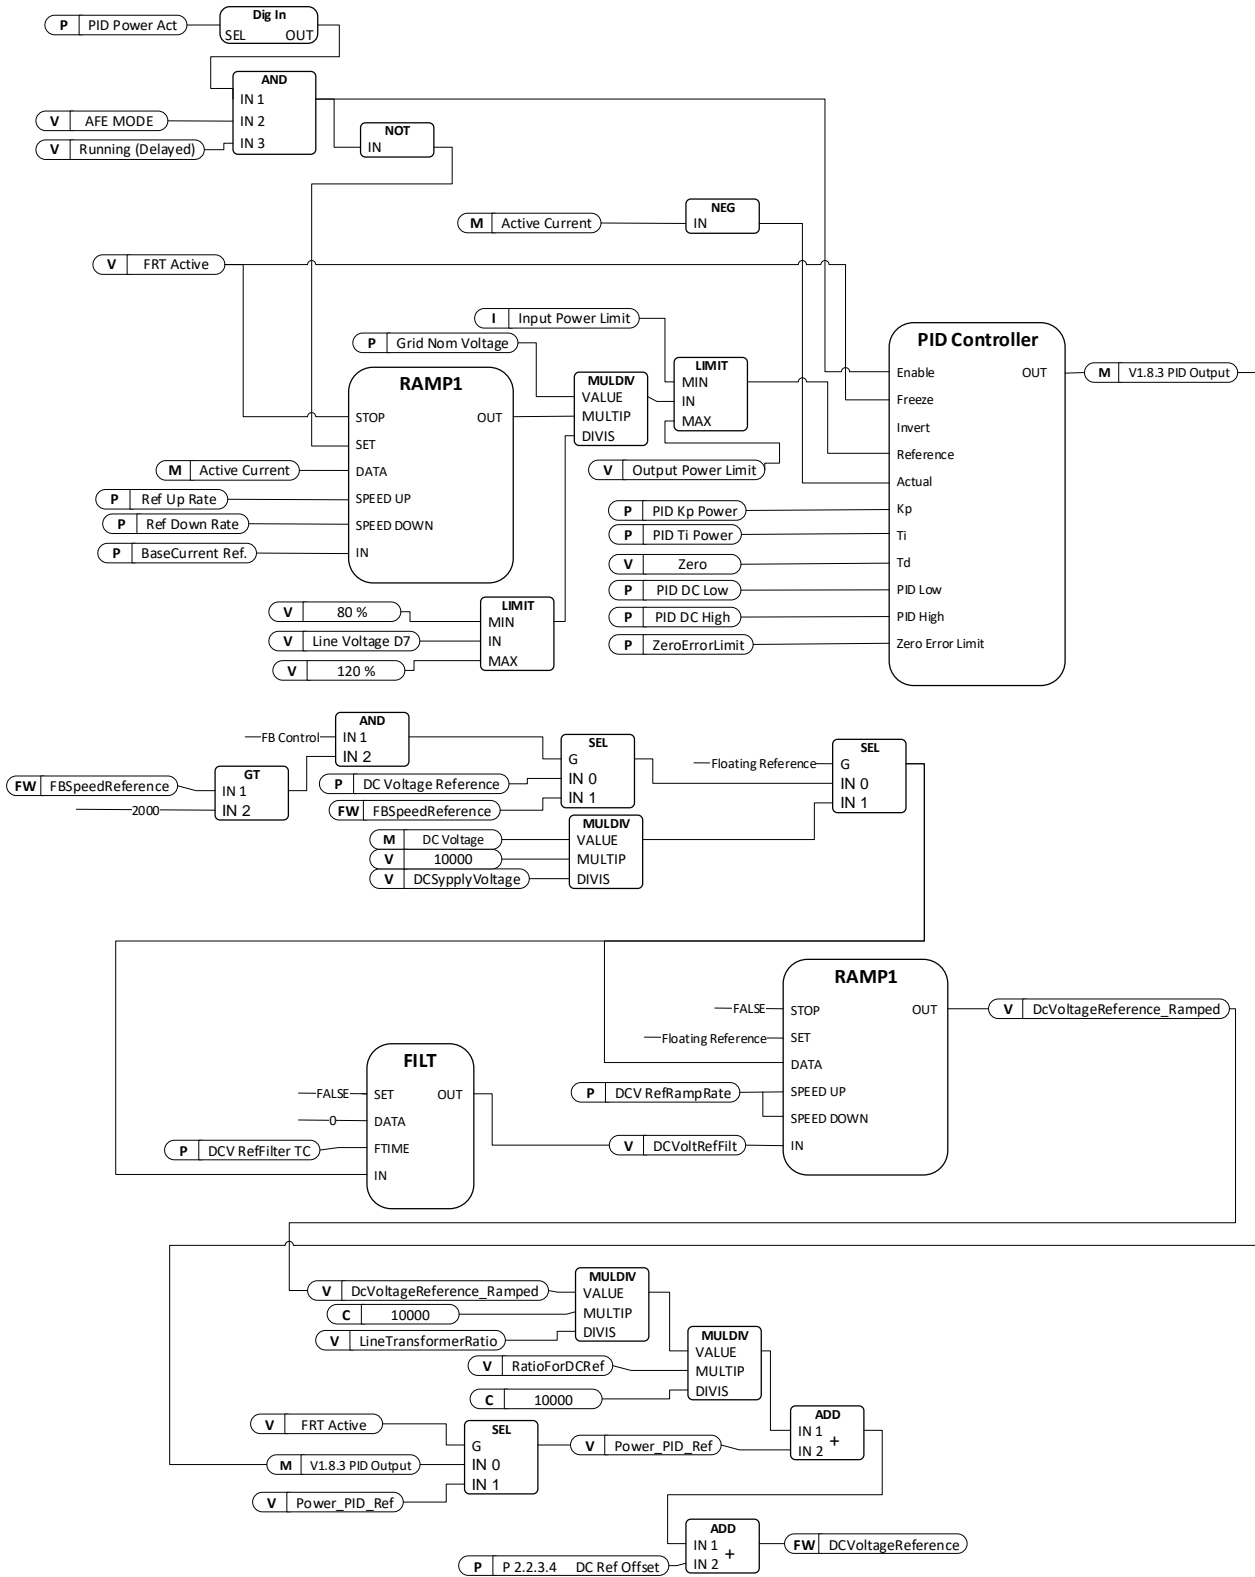 Dig In
P PID Power Act
SEL OUT
AND
IN 1
V AFE MODE
IN 2
V Running (Delayed)
IN 3
NOT
IN
NEG
M Active Current
IN
V FRT Active
I Input Power Limit
P Grid Nom Voltage
RAMP1
STOP OUT
SET
M Active Current
DATA
P Ref Up Rate
SPEED UP
P Ref Down Rate
SPEED DOWN
P BaseCurrent Ref.
IN
MULDIV
VALUE
MULTIP
DIVIS
LIMIT
MIN
IN
MAX
V Output Power Limit
PID Controller
Enable OUT
Freeze
Invert
Reference
Actual
P PID Kp Power
Kp
P PID Ti Power
Ti
V Zero
Td
P PID DC Low
PID Low
P PID DC High
PID High
P ZeroErrorLimit
Zero Error Limit
M V1.8.3 PID Output
LIMIT
V 80 %
MIN
V Line Voltage D7
IN
V 120 %
MAX
AND
FB Control
IN 1
IN 2
GT
FW FBSpeedReference
IN 1
2000
IN 2
SEL
G
P DC Voltage Reference
IN 0
FW FBSpeedReference
IN 1
MULDIV
M DC Voltage
VALUE
V 10000
MULTIP
V DCSypplyVoltage
DIVIS
SEL
Floating Reference
G
IN 0
IN 1
RAMP1
FALSE
STOP OUT
V DcVoltageReference_Ramped
Floating Reference
SET
DATA
P DCV RefRampRate
SPEED UP
SPEED DOWN
V DCVoltRefFilt
IN
FILT
FALSE
SET OUT
0
DATA
P DCV RefFilter TC
FTIME
IN
MULDIV
V DcVoltageReference_Ramped
VALUE
C 10000
MULTIP
V LineTransformerRatio
DIVIS
MULDIV
VALUE
V RatioForDCRef
MULTIP
C 10000
DIVIS
SEL
V FRT Active
G
M V1.8.3 PID Output
IN 0
V Power_PID_Ref
IN 1
V Power_PID_Ref
ADD
IN 1
IN 2 +
ADD
IN 1
P P 2.2.3.4 DC Ref Offset
IN 2 +
FW DCVoltageReference